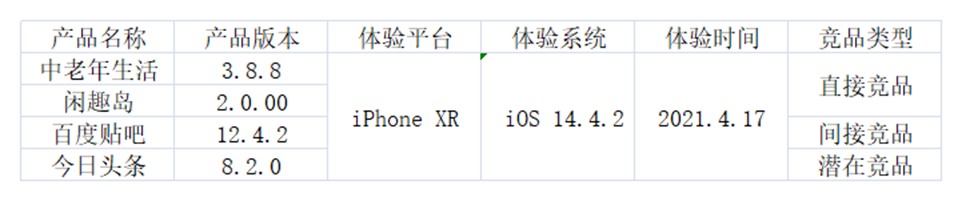 产品名称 产品版本 体验平台 体验系统 体验时间 竞品类型
中老年生活 3.8.8 iPhone XR iOS 14.4.2 2021.4.17 直接竞品
闲趣岛 2.0.00
百度贴吧 12.4.2 间接竞品
今日头条 8.2.0 潜在竞品